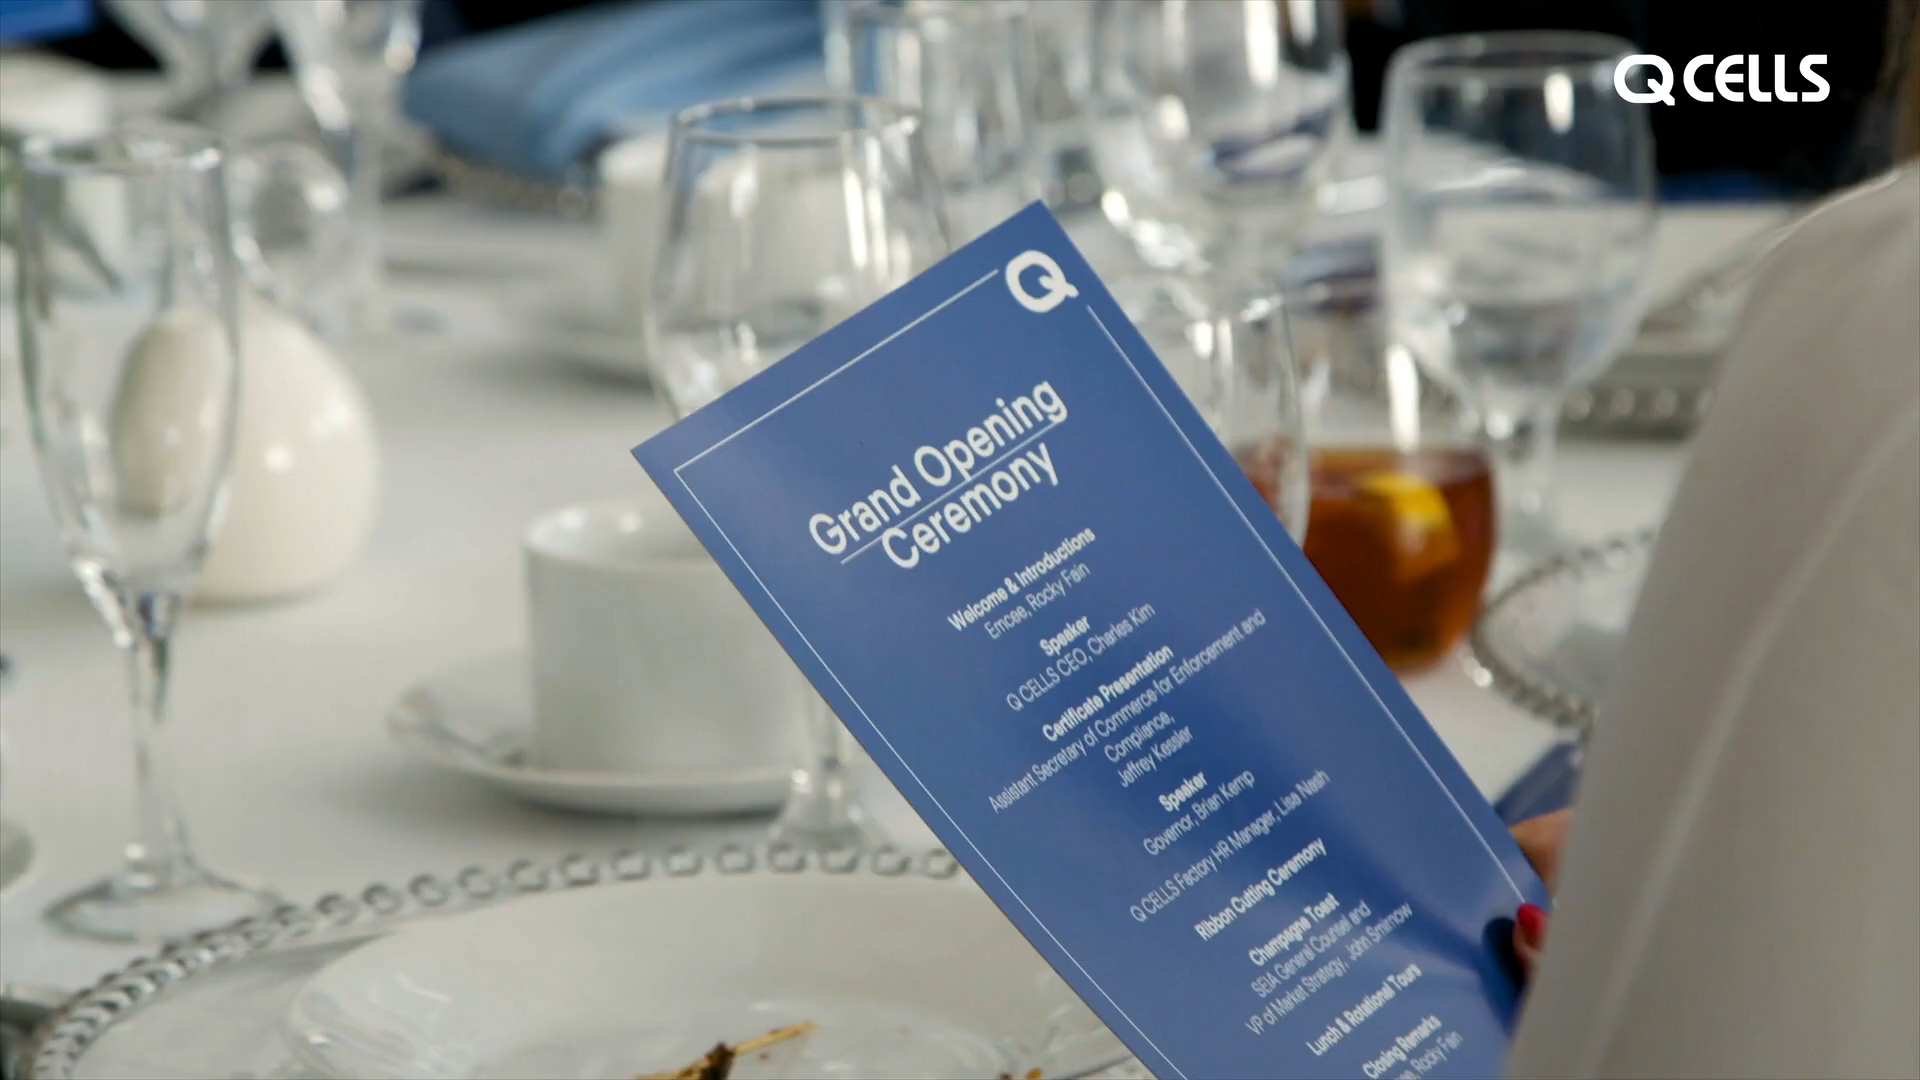 Q CELLS
Q
Grand Opening
Ceremony
Welcome & Introductions
Emcee, Rocky Fain
Speaker
Q CELLS CEO, Charles Kim
Certificate Presentation
Assistant Secretary of Commerce for Enforcement and
Compliance,
Jeffrey Kessler
Speaker
Governor, Brian Kemp
Q CELLS Factory HR Manager, Lisa Nash
Ribbon Cutting Ceremony
Champagne Toast
SEIA General Counsel and
VP of Market Strategy, John Smirnow
Lunch & Rotational Tours
Closing Remarks
Rocky Fain